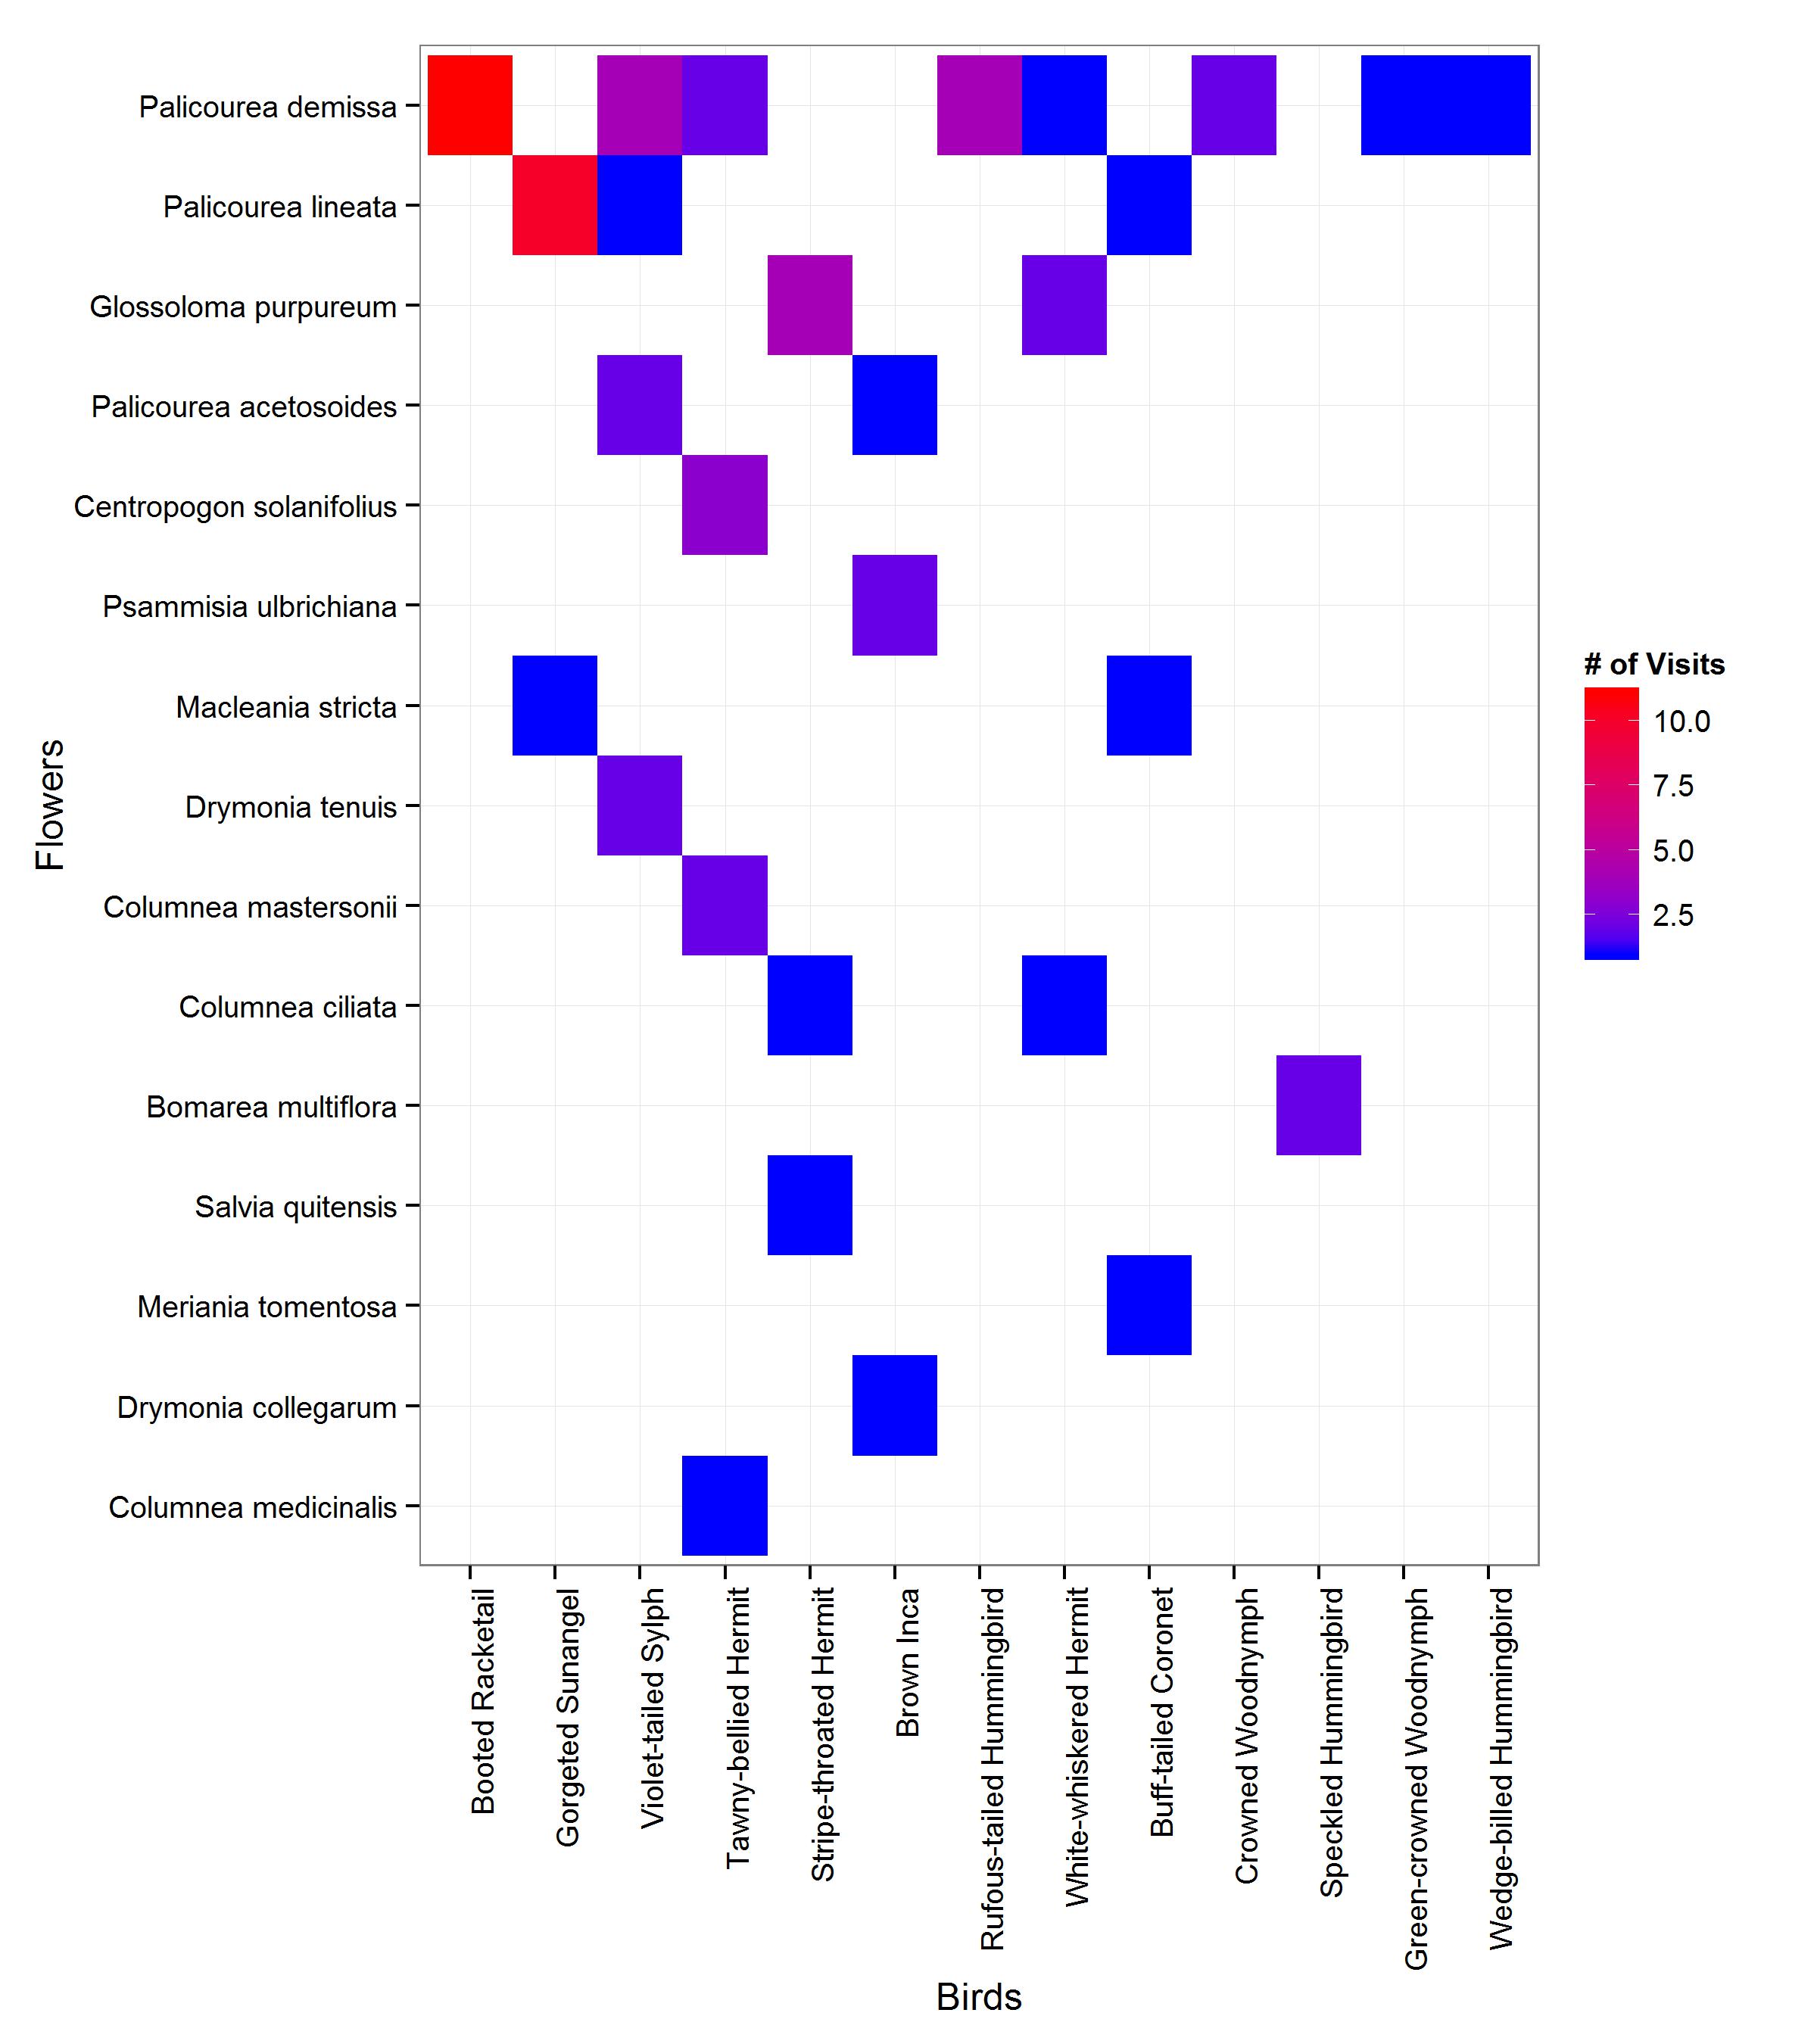 Palicourea demissa
Palicourea lineata
Glossoloma purpureum
Palicourea acetosoides
Centropogon solanifolius
Psammisia ulbrichiana
Macleania stricta
Drymonia tenuis
Columnea mastersonii
Columnea ciliata
Bomarea multiflora
Salvia quitensis
Meriania tomentosa
Drymonia collegarum
Columnea medicinalis
Flowers
Booted Racketail
Gorgeted Sunangel
Violet-tailed Sylph
Tawny-bellied Hermit
Stripe-throated Hermit
Brown Inca
Rufous-tailed Hummingbird
White-whiskered Hermit
Buff-tailed Coronet
Crowned Woodnymph
Speckled Hummingbird
Green-crowned Woodnymph
Wedge-billed Hummingbird
Birds
# of Visits
10.0
7.5
5.0
2.5